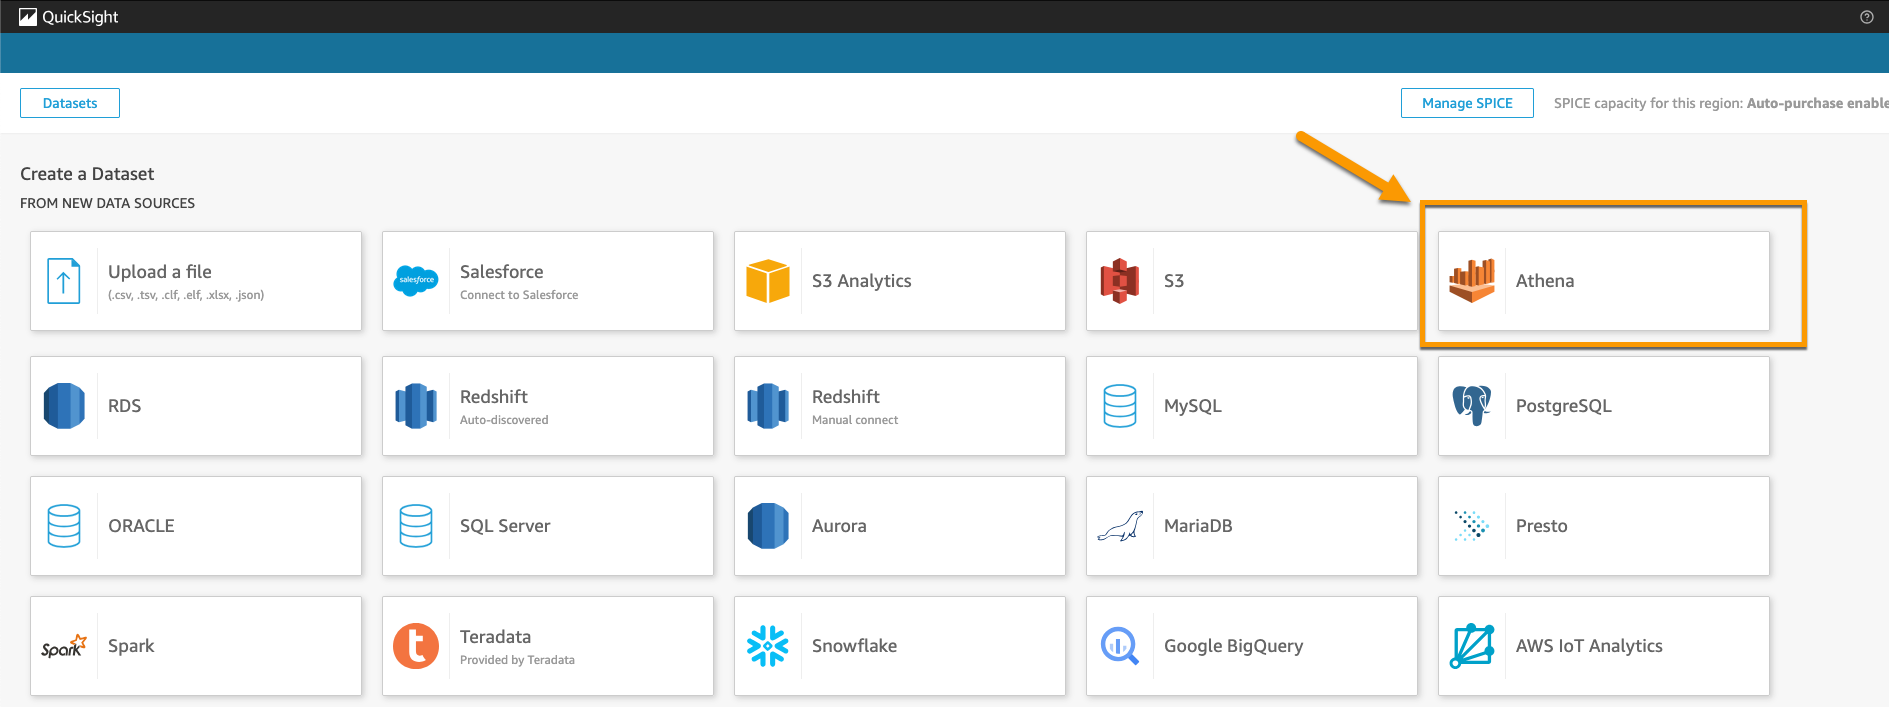 QuickSight
Datasets
Manage SPICE
SPICE capacity for this region: Auto-purchase enable
Create a Dataset
FROM NEW DATA SOURCES
Upload a file
(.csv, .tsv, .clf, .elf, .xlsx, .json)
salesforce
Salesforce
Connect to Salesforce
S3 Analytics
S3
Athena
RDS
Redshift
Auto-discovered
Redshift
Manual connect
MySQL
PostgreSQL
ORACLE
SQL Server
Aurora
MariaDB
Presto
Spark
Spark
t
Teradata
Provided by Teradata
Snowflake
Google BigQuery
AWS IoT Analytics